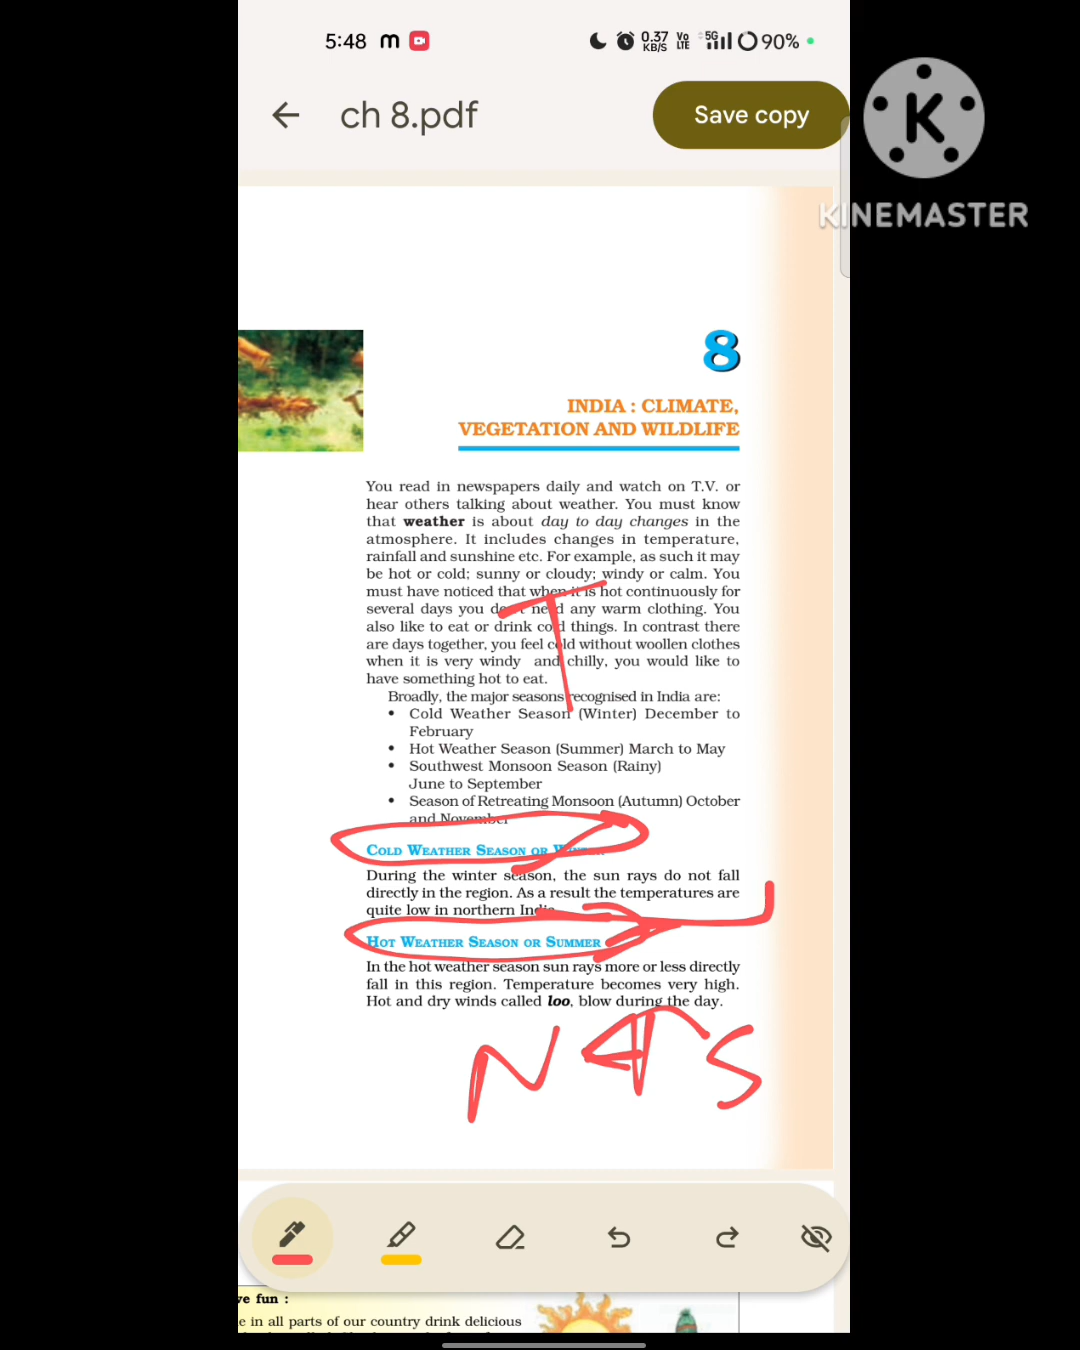 5:48 m 0.37 KB/S Vo LTE 5G 90%
ch 8.pdf
Save copy
K
KINEMASTER
8
INDIA : CLIMATE,
VEGETATION AND WILDLIFE
You read in newspapers daily and watch on T.V. or
hear others talking about weather. You must know
that weather is about day to day changes in the
atmosphere. It includes changes in temperature,
rainfall and sunshine etc. For example, as such it may
be hot or cold; sunny or cloudy; windy or calm. You
must have noticed that when it is hot continuously for
several days you don't need any warm clothing. You
also like to eat or drink cold things. In contrast there
are days together, you feel cold without woollen clothes
when it is very windy and chilly, you would like to
have something hot to eat.
Broadly, the major seasons recognised in India are:
• Cold Weather Season (Winter) December to
February
• Hot Weather Season (Summer) March to May
• Southwest Monsoon Season (Rainy)
June to September
• Season of Retreating Monsoon (Autumn) October
and November
COLD WEATHER SEASON OR WINTER
During the winter season, the sun rays do not fall
directly in the region. As a result the temperatures are
quite low in northern India.
HOT WEATHER SEASON OR SUMMER
In the hot weather season sun rays more or less directly
fall in this region. Temperature becomes very high.
Hot and dry winds called loo, blow during the day.
ve fun :
e in all parts of our country drink delicious